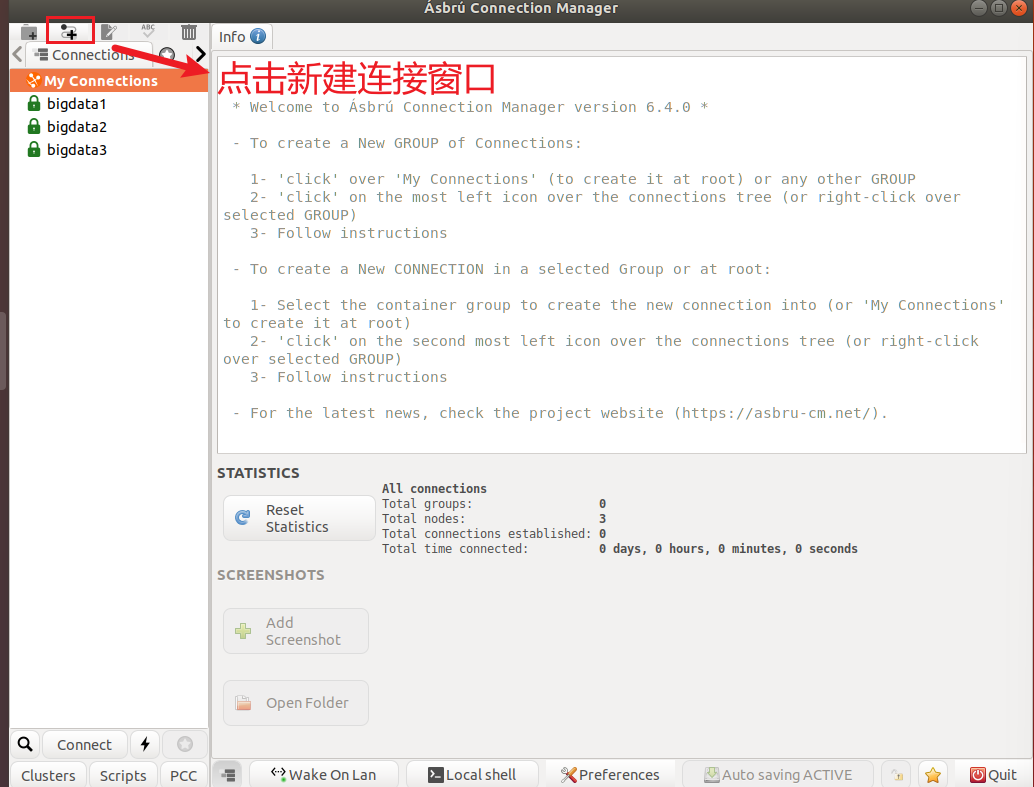 Ásbrú Connection Manager
ABC
Info
Connections
点击新建连接窗口
My Connections
bigdata1
bigdata2
bigdata3
* Welcome to Ásbrú Connection Manager version 6.4.0 *
- To create a New GROUP of Connections:
1- 'click' over 'My Connections' (to create it at root) or any other GROUP
2- 'click' on the most left icon over the connections tree (or right-click over
selected GROUP)
3- Follow instructions
- To create a New CONNECTION in a selected Group or at root:
1- Select the container group to create the new connection into (or 'My Connections'
to create it at root)
2- 'click' on the second most left icon over the connections tree (or right-click
over selected GROUP)
3- Follow instructions
- For the latest news, check the project website (https://asbru-cm.net/).
STATISTICS
Reset
Statistics
All connections
Total groups: 0
Total nodes: 3
Total connections established: 0
Total time connected: 0 days, 0 hours, 0 minutes, 0 seconds
SCREENSHOTS
Add
Screenshot
Open Folder
Connect
Clusters
Scripts
PCC
Wake On Lan
Local shell
Preferences
Auto saving ACTIVE
Quit